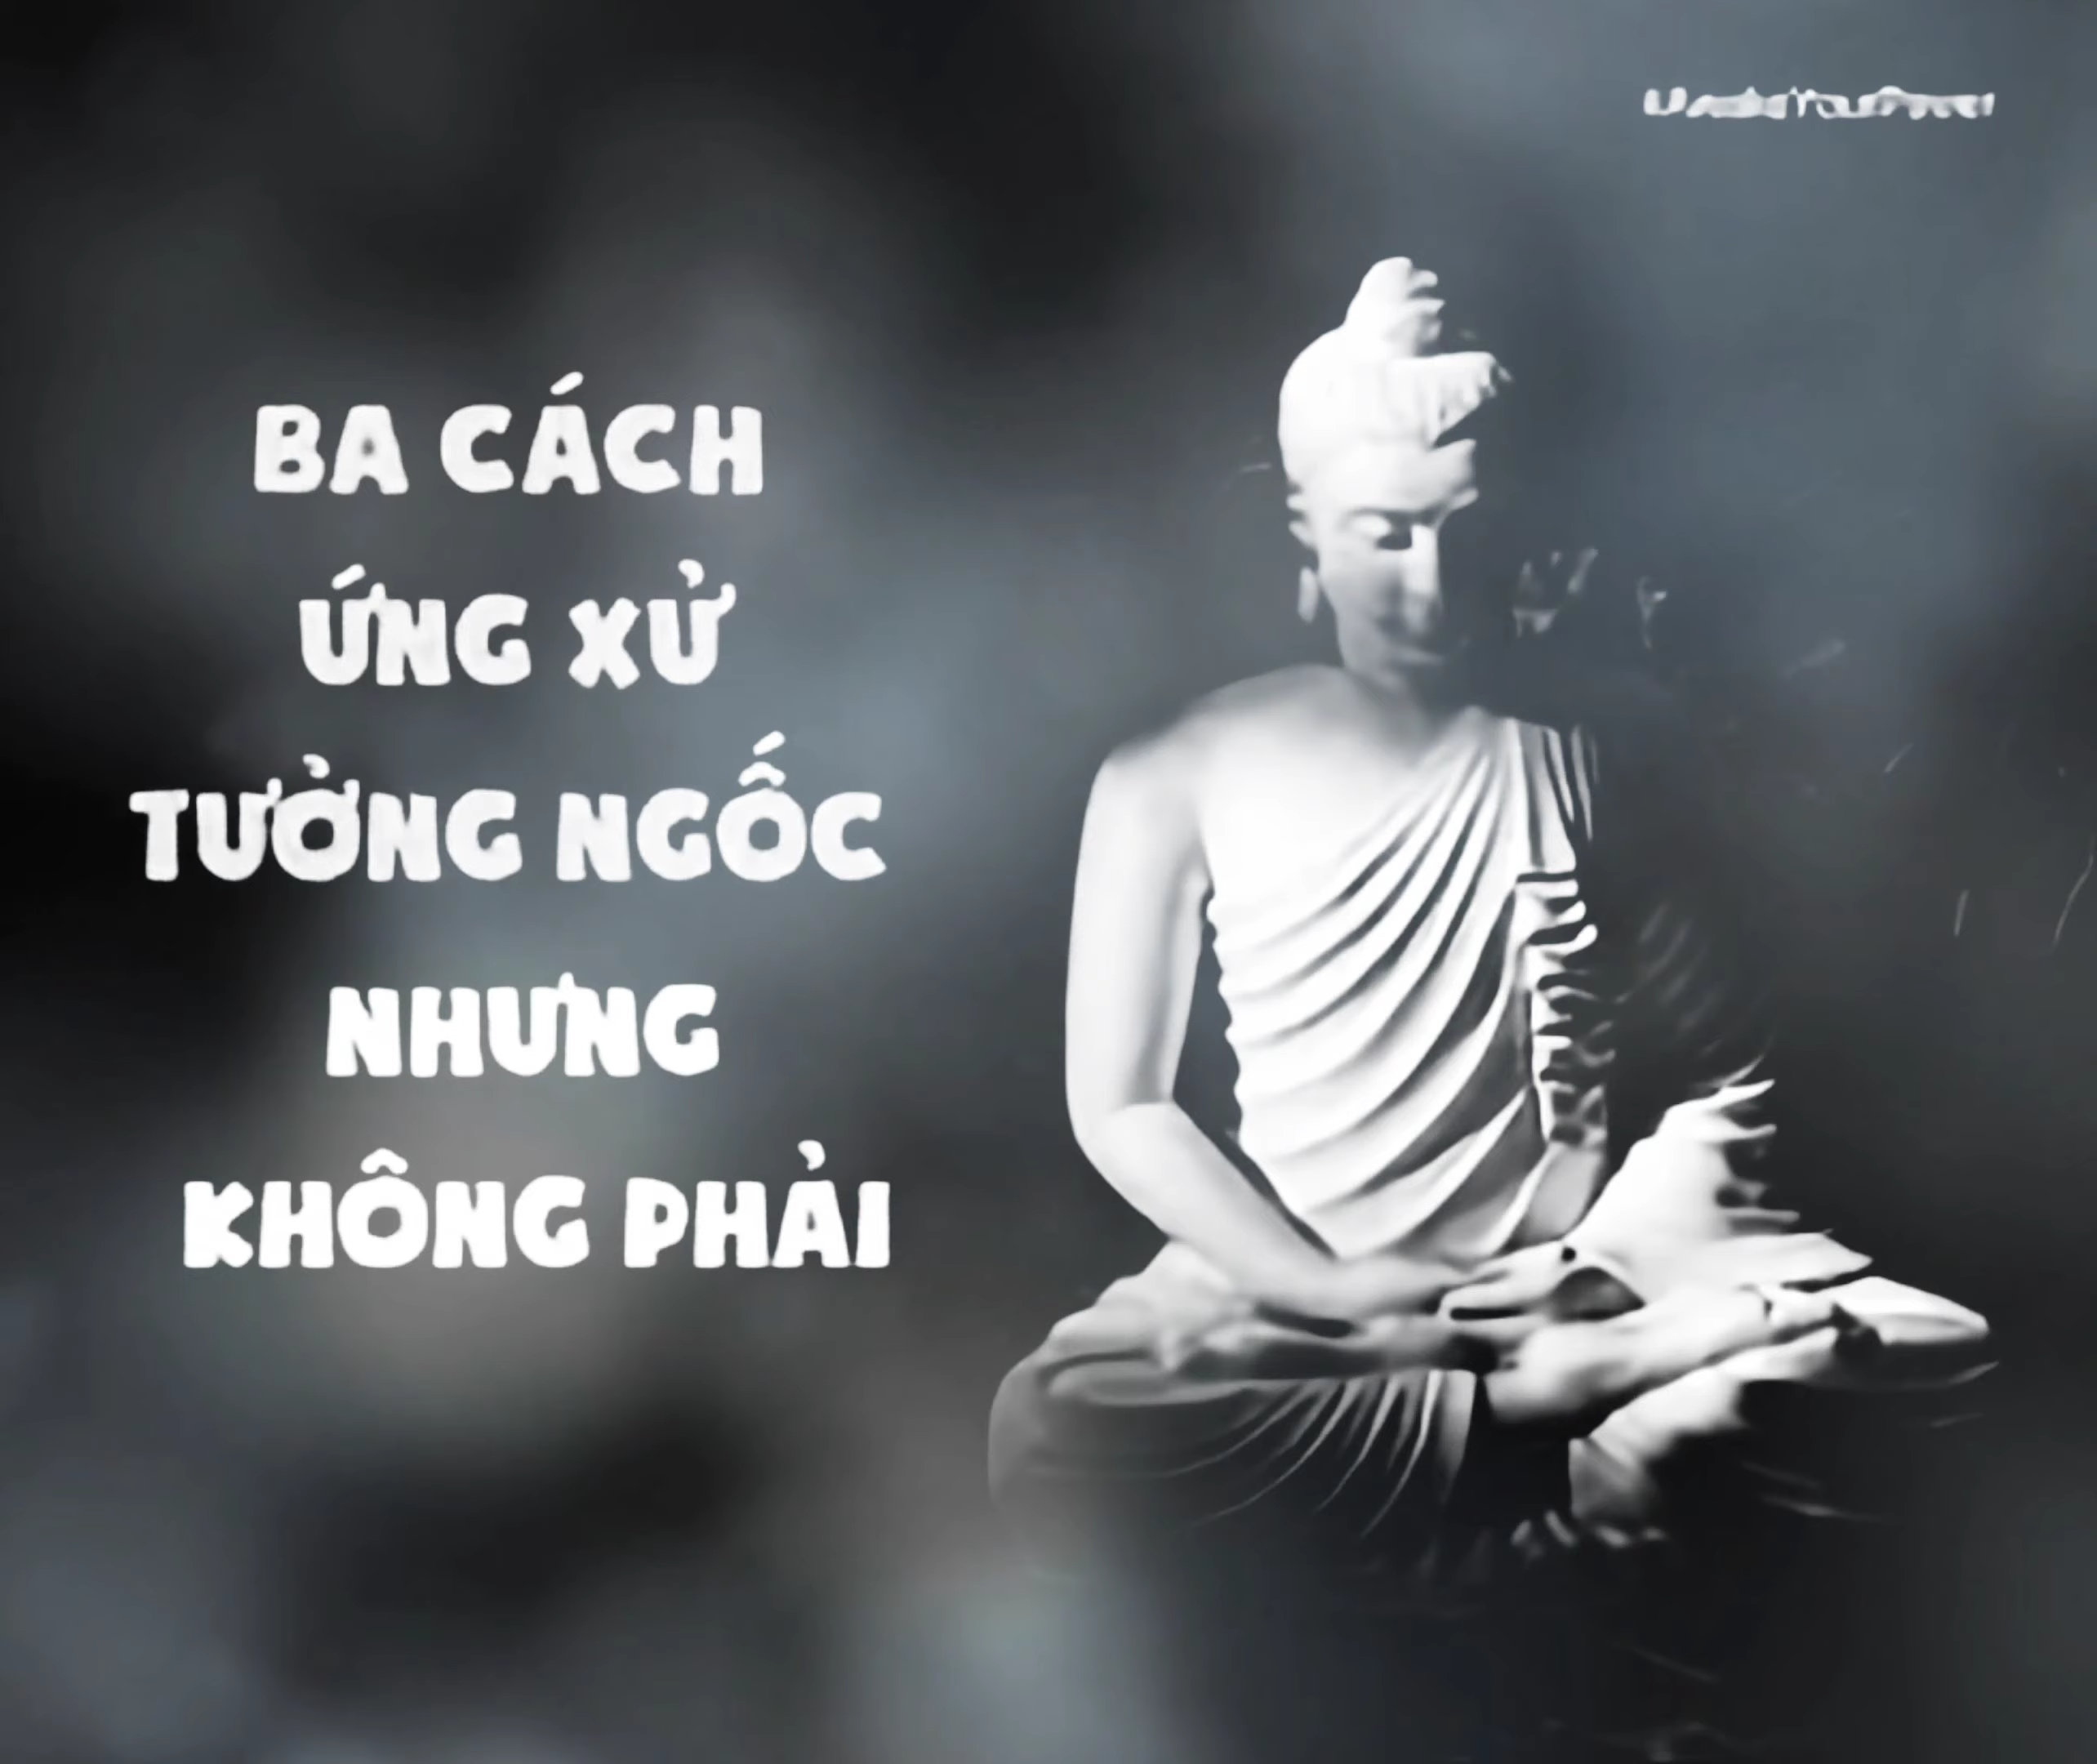 BA CÁCH
ỨNG XỬ
TƯỞNG NGỐC
NHƯNG
KHÔNG PHẢI